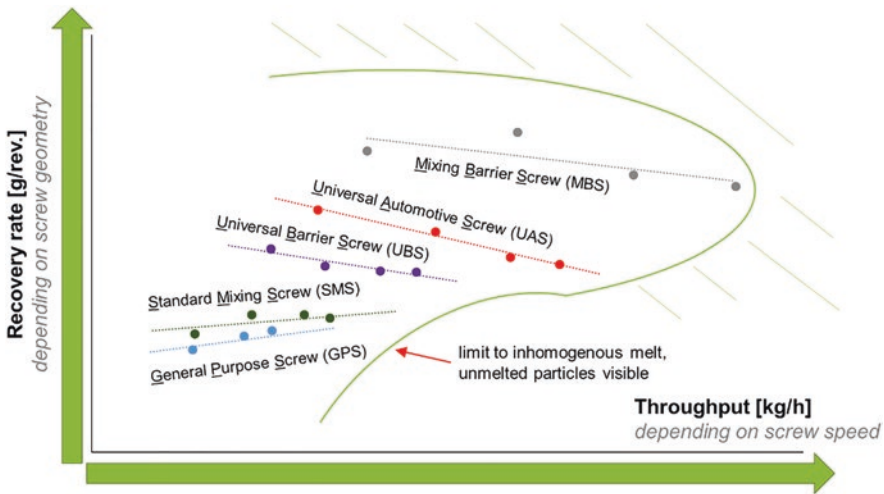 Recovery rate [g/rev.]
depending on screw geometry
Mixing Barrier Screw (MBS)
Universal Automotive Screw (UAS)
Universal Barrier Screw (UBS)
Standard Mixing Screw (SMS)
General Purpose Screw (GPS)
limit to inhomogenous melt,
unmelted particles visible
Throughput [kg/h]
depending on screw speed